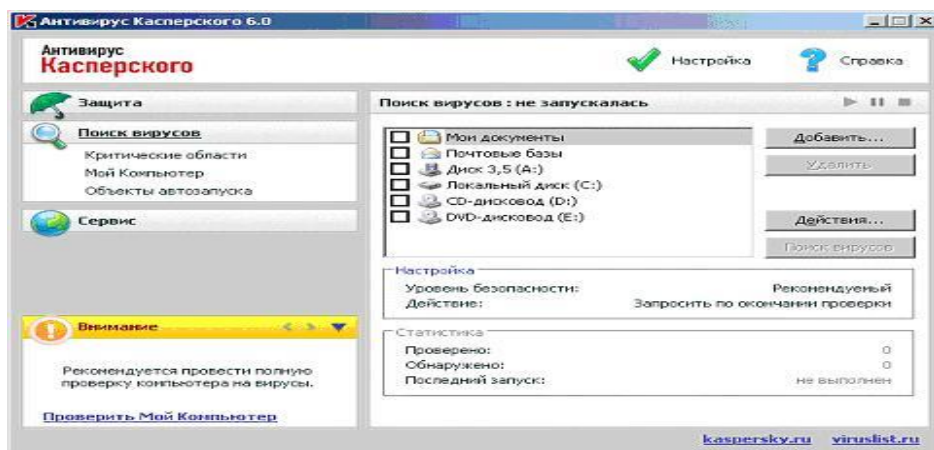 Антивирус Касперского 6.0
Антивирус
Касперского
Настройка
Справка
Защита
Поиск вирусов
Критические области
Мой Компьютер
Объекты автозапуска
Сервис
Внимание
Рекомендуется провести полную
проверку компьютера на вирусы.
Проверить Мой Компьютер
Поиск вирусов : не запускалась
Мои документы
Почтовые базы
Диск 3,5 (A:)
Локальный диск (C:)
CD-дисковод (D:)
DVD-дисковод (E:)
Добавить...
Удалить
Действия...
Поиск вирусов
Настройка
Уровень безопасности: Рекомендуемый
Действие: Запросить по окончании проверки
Статистика
Проверено: 0
Обнаружено: 0
Последний запуск: не выполнен
kaspersky.ru viruslist.ru